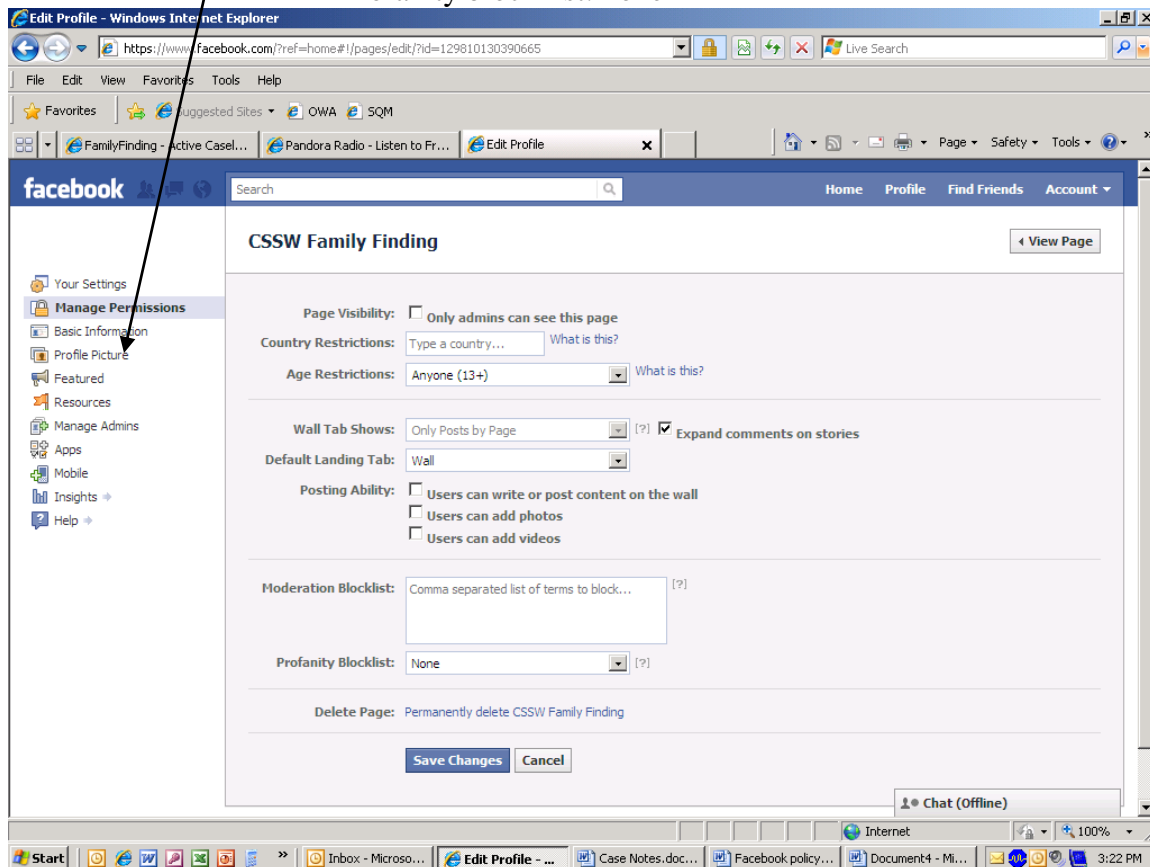 Edit Profile - Windows Internet Explorer
https://www.facebook.com/?ref=home#!/pages/edit/?id=129810130390665
Live Search
File Edit View Favorites Tools Help
Favorites Suggested Sites OWA SQM
FamilyFinding - Active Casel... Pandora Radio - Listen to Fr... Edit Profile Page Safety Tools
facebook Search Home Profile Find Friends Account
CSSW Family Finding View Page
Your Settings
Manage Permissions
Basic Information
Profile Picture
Featured
Resources
Manage Admins
Apps
Mobile
Insights
Help
Page Visibility: Only admins can see this page
Country Restrictions: Type a country... What is this?
Age Restrictions: Anyone (13+) What is this?
Wall Tab Shows: Only Posts by Page [?] Expand comments on stories
Default Landing Tab: Wall
Posting Ability: Users can write or post content on the wall
Users can add photos
Users can add videos
Moderation Blocklist: Comma separated list of terms to block... [?]
Profanity Blocklist: None [?]
Delete Page: Permanently delete CSSW Family Finding
Save Changes Cancel
Chat (Offline)
Internet 100%
Start Inbox - Microso... Edit Profile - ... Case Notes.doc... Facebook policy... Document4 - Mi... 3:22 PM